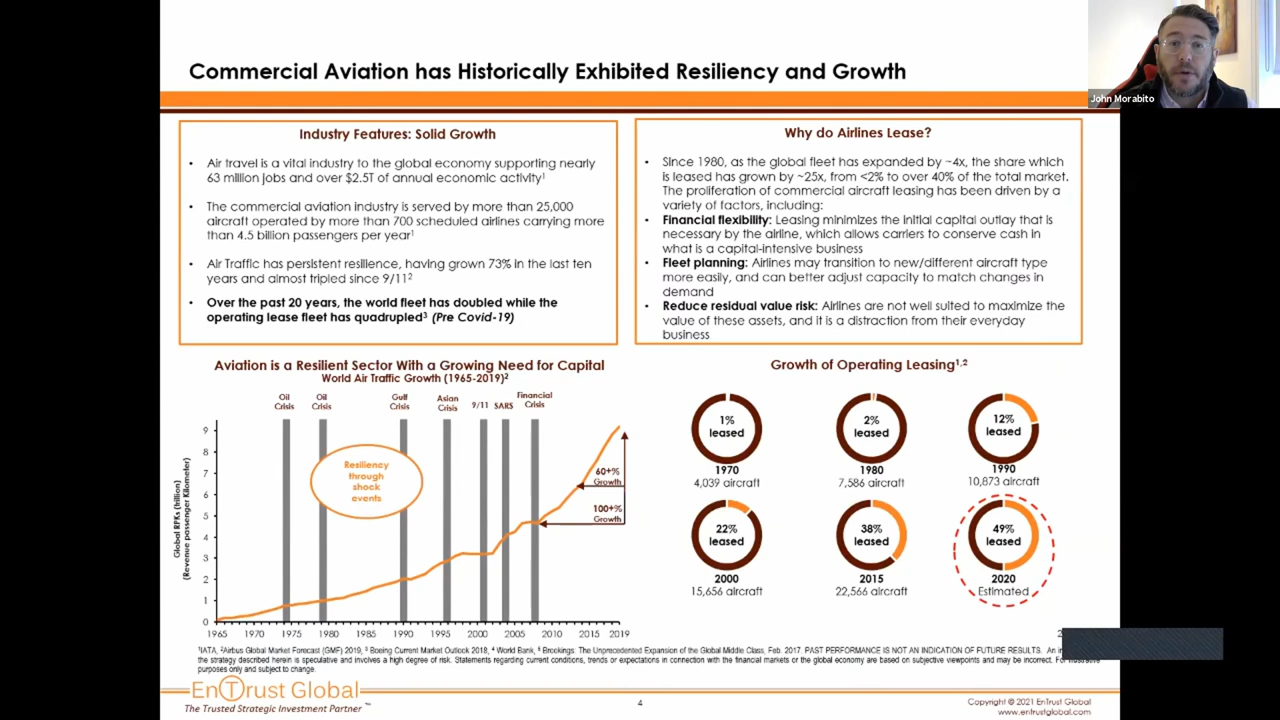 Commercial Aviation has Historically Exhibited Resiliency and Growth
John Morabito
Industry Features: Solid Growth
• Air travel is a vital industry to the global economy supporting nearly
63 million jobs and over $2.5T of annual economic activity¹
• The commercial aviation industry is served by more than 25,000
aircraft operated by more than 700 scheduled airlines carrying more
than 4.5 billion passengers per year¹
• Air Traffic has persistent resilience, having grown 73% in the last ten
years and almost tripled since 9/11²
• Over the past 20 years, the world fleet has doubled while the
operating lease fleet has quadrupled³ (Pre Covid-19)
Why do Airlines Lease?
• Since 1980, as the global fleet has expanded by ~4x, the share which
is leased has grown by ~25x, from <2% to over 40% of the total market.
The proliferation of commercial aircraft leasing has been driven by a
variety of factors, including:
• Financial flexibility: Leasing minimizes the initial capital outlay that is
necessary by the airline, which allows carriers to conserve cash in
what is a capital-intensive business
• Fleet planning: Airlines may transition to new/different aircraft type
more easily, and can better adjust capacity to match changes in
demand
• Reduce residual value risk: Airlines are not well suited to maximize the
value of these assets, and it is a distraction from their everyday
business
Aviation is a Resilient Sector With a Growing Need for Capital
World Air Traffic Growth (1965-2019)²
Oil
Crisis
Oil
Crisis
Gulf
Crisis
Asian
Crisis
9/11
SARS
Financial
Crisis
Global RPKs (trillion)
(Revenue passenger Kilometer)
9
8
7
6
5
4
3
2
1
0
Resiliency
through
shock
events
60+%
Growth
100+%
Growth
1965 1970 1975 1980 1985 1990 1995 2000 2005 2010 2015 2019
Growth of Operating Leasing¹,²
1%
leased
1970
4,039 aircraft
2%
leased
1980
7,586 aircraft
12%
leased
1990
10,873 aircraft
22%
leased
2000
15,656 aircraft
38%
leased
2015
22,566 aircraft
49%
leased
2020
Estimated
¹IATA, ²Airbus Global Market Forecast (GMF) 2019, ³ Boeing Current Market Outlook 2018, ⁴ World Bank, ⁵ Brookings: The Unprecedented Expansion of the Global Middle Class, Feb. 2017. PAST PERFORMANCE IS NOT AN INDICATION OF FUTURE RESULTS. An
the strategy described herein is speculative and involves a high degree of risk. Statements regarding current conditions, trends or expectations in connection with the financial markets or the global economy are based on subjective viewpoints and may be incorrect. For
purposes only and subject to change.
EnTrust Global
The Trusted Strategic Investment Partner ™
4
Copyright © 2021 EnTrust Global
www.entrustglobal.com